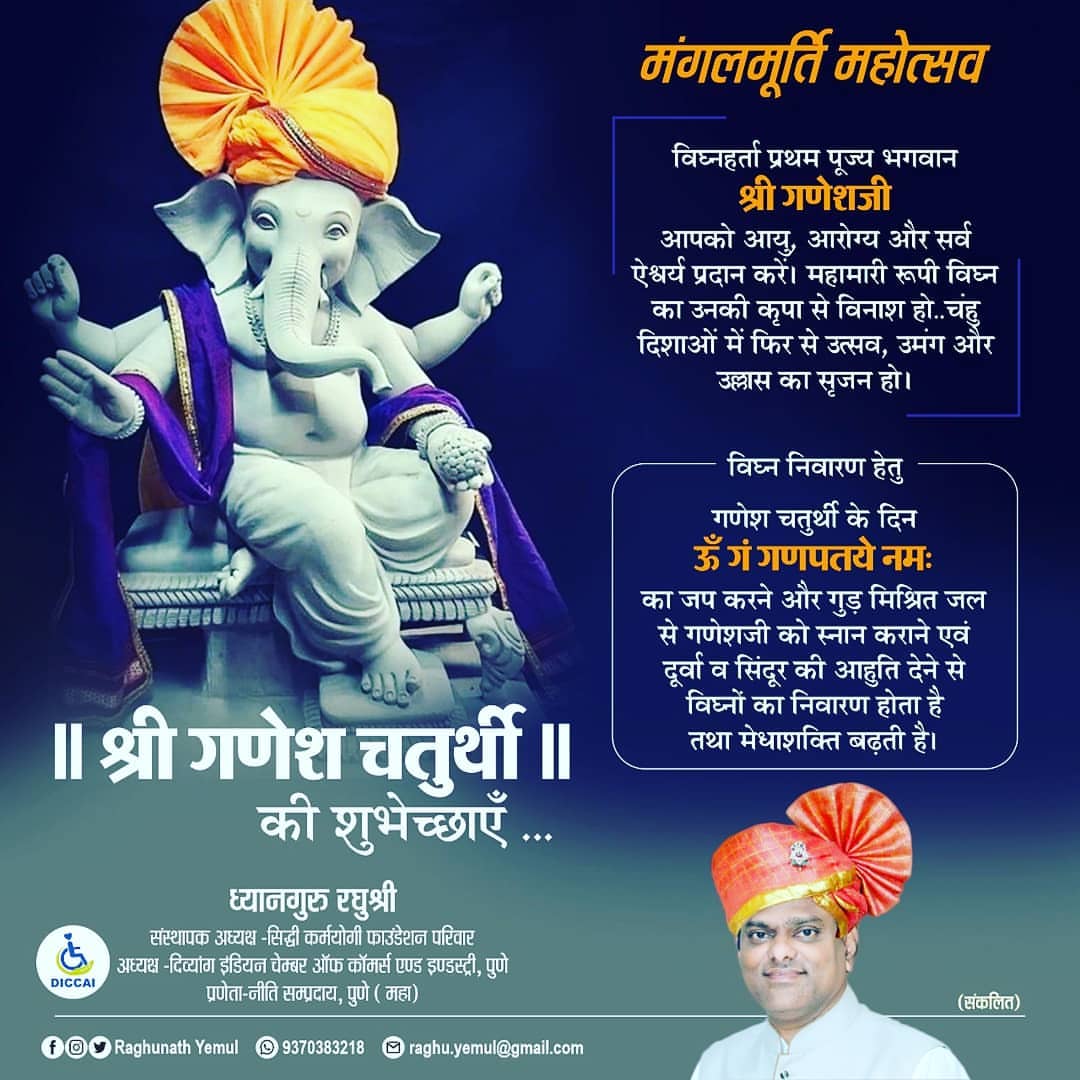 मंगलमूर्ति महोत्सव
विघ्नहर्ता प्रथम पूज्य भगवान
श्री गणेशजी
आपको आयु, आरोग्य और सर्व
ऐश्वर्य प्रदान करें। महामारी रूपी विघ्न
का उनकी कृपा से विनाश हो..चंहु
दिशाओं में फिर से उत्सव, उमंग और
उल्लास का सृजन हो।
विघ्न निवारण हेतु
गणेश चतुर्थी के दिन
ऊँ गं गणपतये नमः
का जप करने और गुड़ मिश्रित जल
से गणेशजी को स्नान कराने एवं
दूर्वा व सिंदूर की आहुति देने से
विघ्नों का निवारण होता है
तथा मेधाशक्ति बढ़ती है।
॥ श्री गणेश चतुर्थी ॥
की शुभेच्छाएँ ...
ध्यानगुरु रघुश्री
संस्थापक अध्यक्ष -सिद्धी कर्मयोगी फाउंडेशन परिवार
अध्यक्ष -दिव्यांग इंडियन चेम्बर ऑफ कॉमर्स एण्ड इण्डस्ट्री, पुणे
प्रणेता-नीति सम्प्रदाय, पुणे ( महा)
DICCAI
(संकलित)
Raghunath Yemul 9370383218 raghu.yemul@gmail.com